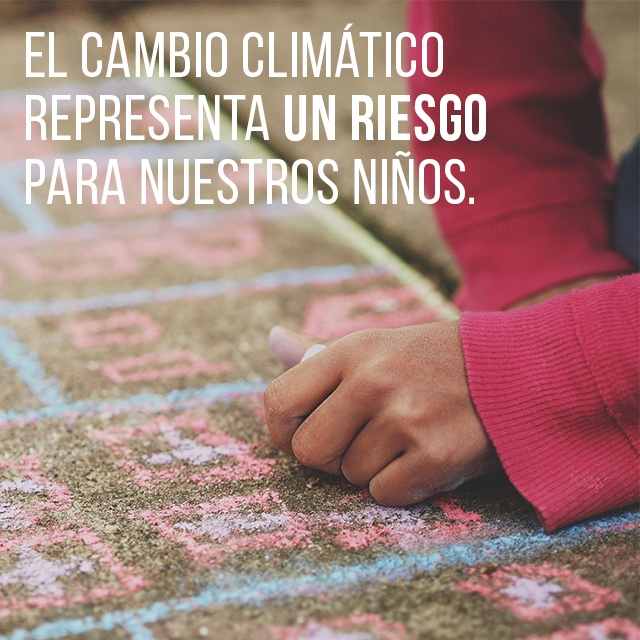 EL CAMBIO CLIMÁTICO
REPRESENTA UN RIESGO
PARA NUESTROS NIÑOS.